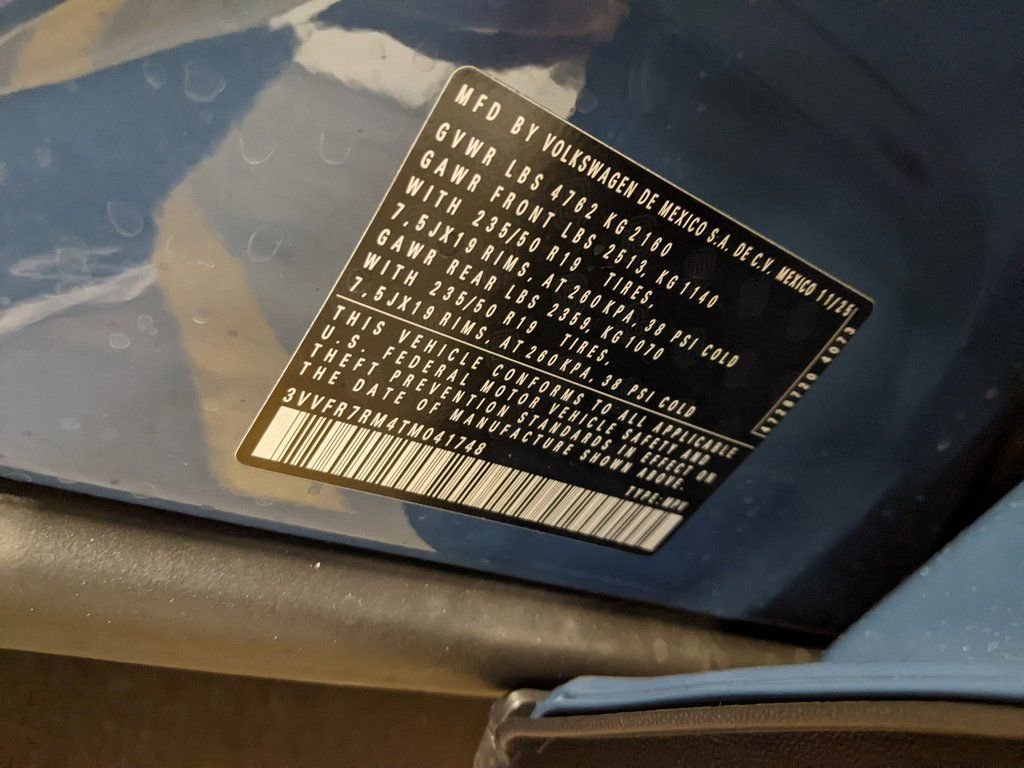 MFD BY VOLKSWAGEN DE MEXICO S.A. DE C.V. MEXICO 11/25
GVWR LBS 4762 KG 2160
GAWR FRONT LBS 2513, KG 1140
WITH 235/50 R19 TIRES,
7.5JX19 RIMS, AT 260 KPA, 38 PSI COLD
GAWR REAR LBS 2359, KG 1070
WITH 235/50 R19 TIRES,
7.5JX19 RIMS, AT 260 KPA, 38 PSI COLD
THIS VEHICLE CONFORMS TO ALL APPLICABLE
U.S. FEDERAL MOTOR VEHICLE SAFETY AND
THEFT PREVENTION STANDARDS IN EFFECT ON
THE DATE OF MANUFACTURE SHOWN ABOVE.
3VVFR7RM4TM041748
TYPE: MPV